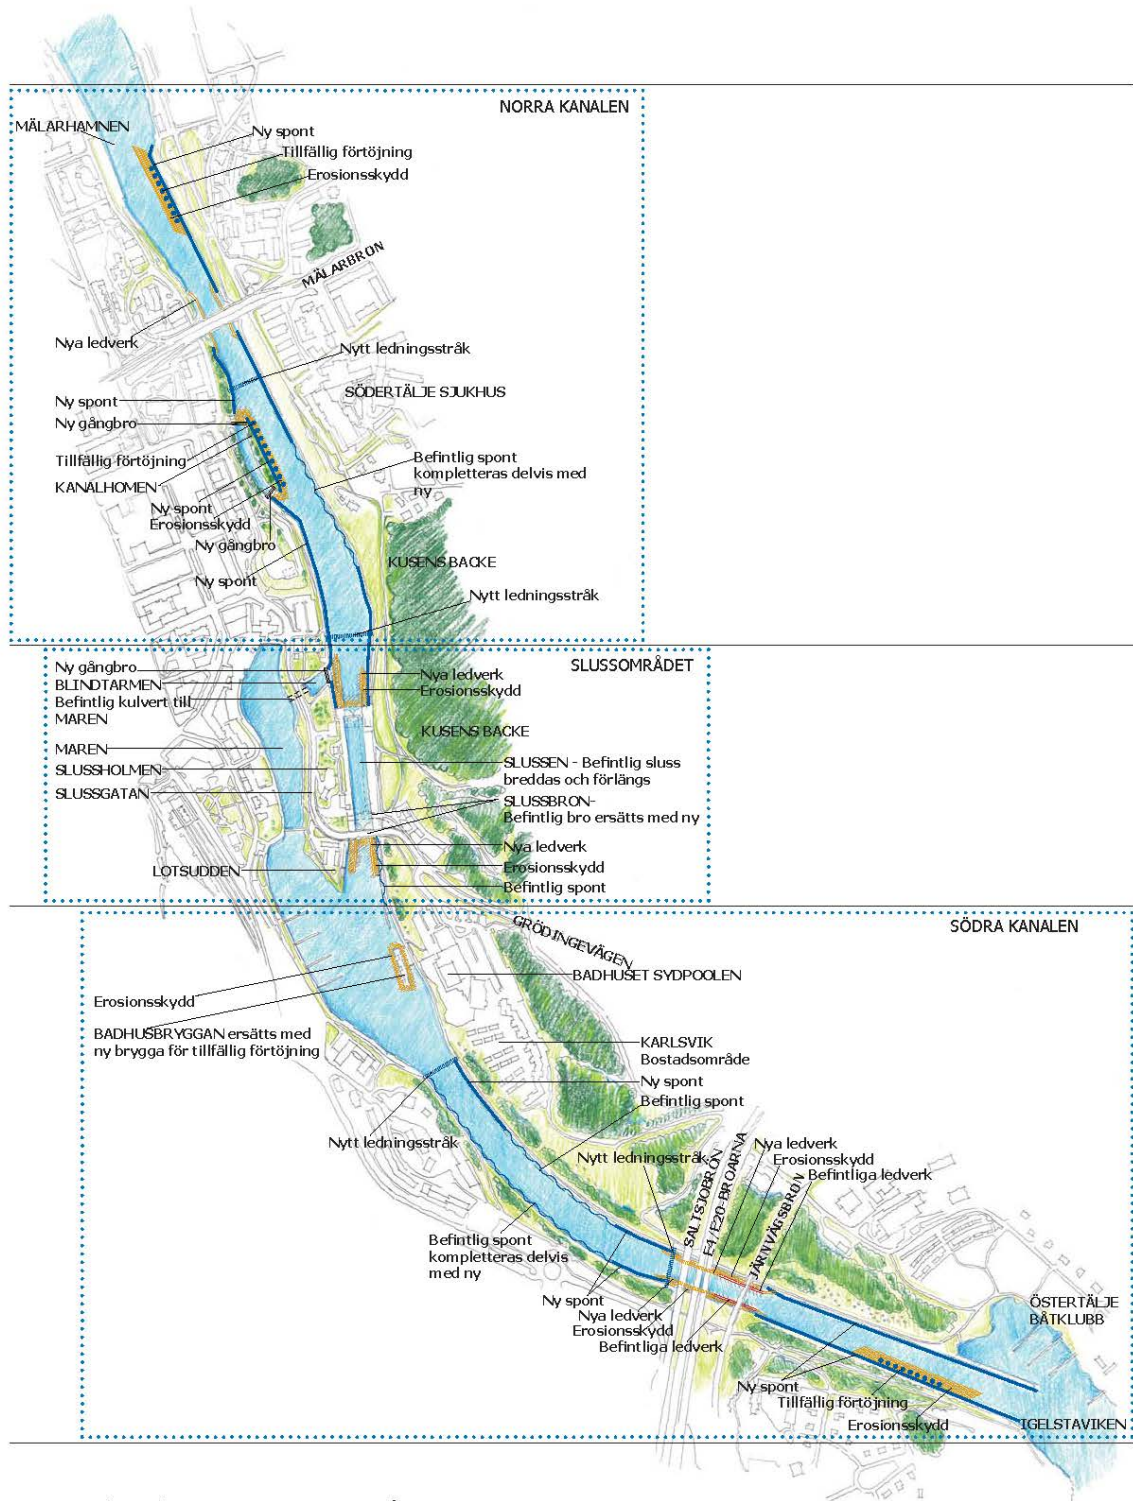 NORRA KANALEN
MÄLARHAMNEN
Ny spont
Tillfällig förtöjning
Erosionsskydd
MÄLARBRON
Nya ledverk
Nytt ledningsstråk
SÖDERTÄLJE SJUKHUS
Ny spont
Ny gångbro
Tillfällig förtöjning
KANALHOMEN
Befintlig spont
kompletteras delvis med
ny
Ny spont
Erosionsskydd
Ny gångbro
KUSENS BACKE
Ny spont
Nytt ledningsstråk
SLUSSOMRÅDET
Ny gångbro
BLINDTARMEN
Befintlig kulvert till
MAREN
Nya ledverk
Erosionsskydd
KUSENS BACKE
MAREN
SLUSSHOLMEN
SLUSSGATAN
SLUSSEN - Befintlig sluss
breddas och förlängs
SLUSSBRON-
Befintlig bro ersätts med ny
Nya ledverk
LOTSUDDEN
Erosionsskydd
Befintlig spont
SÖDRA KANALEN
GRÖDINGEVÄGEN
BADHUSET SYDPOOLEN
Erosionsskydd
BADHUSBRYGGAN ersätts med
ny brygga för tillfällig förtöjning
KARLSVIK
Bostadsområde
Ny spont
Befintlig spont
Nytt ledningsstråk
Nytt ledningsstråk
SALTSJÖBRON
E4/E20-BROARNA
JÄRNVÄGSBRON
Nya ledverk
Erosionsskydd
Befintliga ledverk
Befintlig spont
kompletteras delvis
med ny
Ny spont
Nya ledverk
Erosionsskydd
Befintliga ledverk
ÖSTERTÄLJE
BÅTKLUBB
Ny spont
Tillfällig förtöjning
Erosionsskydd
IGELSTAVIKEN